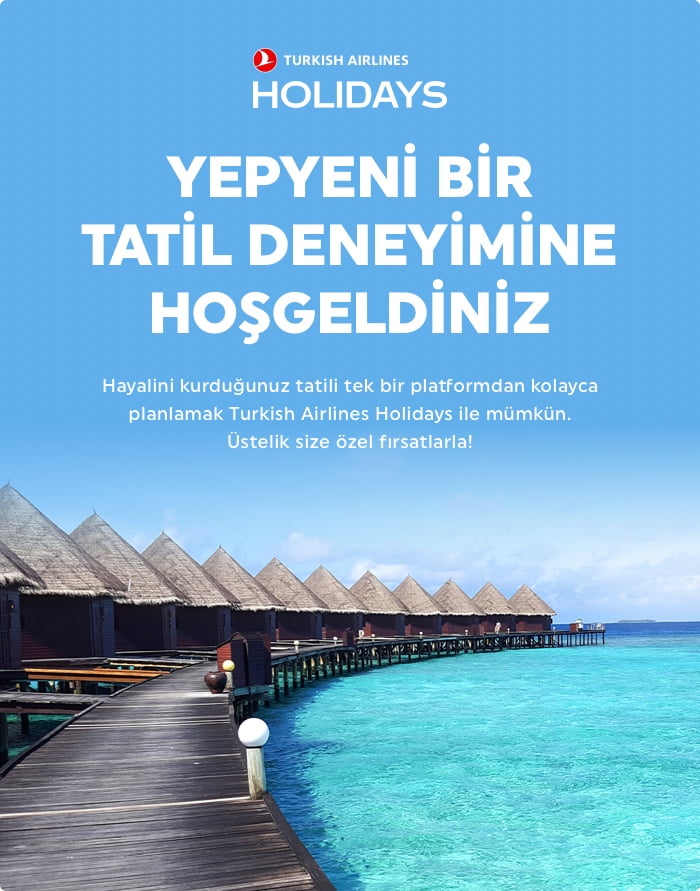 TURKISH AIRLINES
HOLIDAYS
YEPYENİ BİR
TATİL DENEYİMİNE
HOŞGELDİNİZ
Hayalini kurduğunuz tatili tek bir platformdan kolayca
planlamak Turkish Airlines Holidays ile mümkün.
Üstelik size özel fırsatlarla!